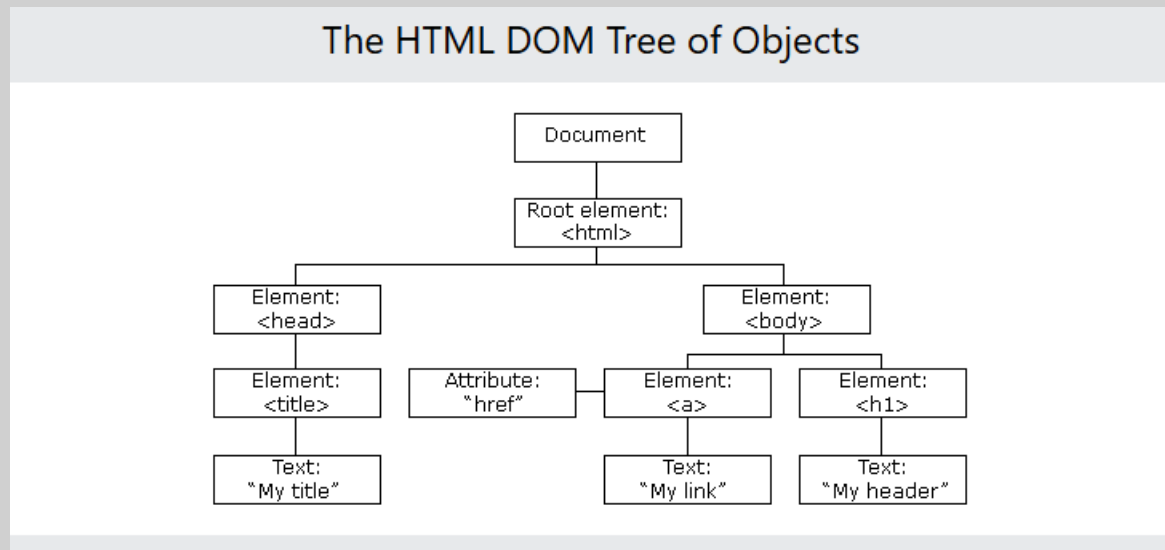 The HTML DOM Tree of Objects
Document
Root element:
<html>
Element:
<head>
Element:
<body>
Element:
<title>
Attribute:
“href”
Element:
<a>
Element:
<h1>
Text:
“My title”
Text:
“My link”
Text:
“My header”